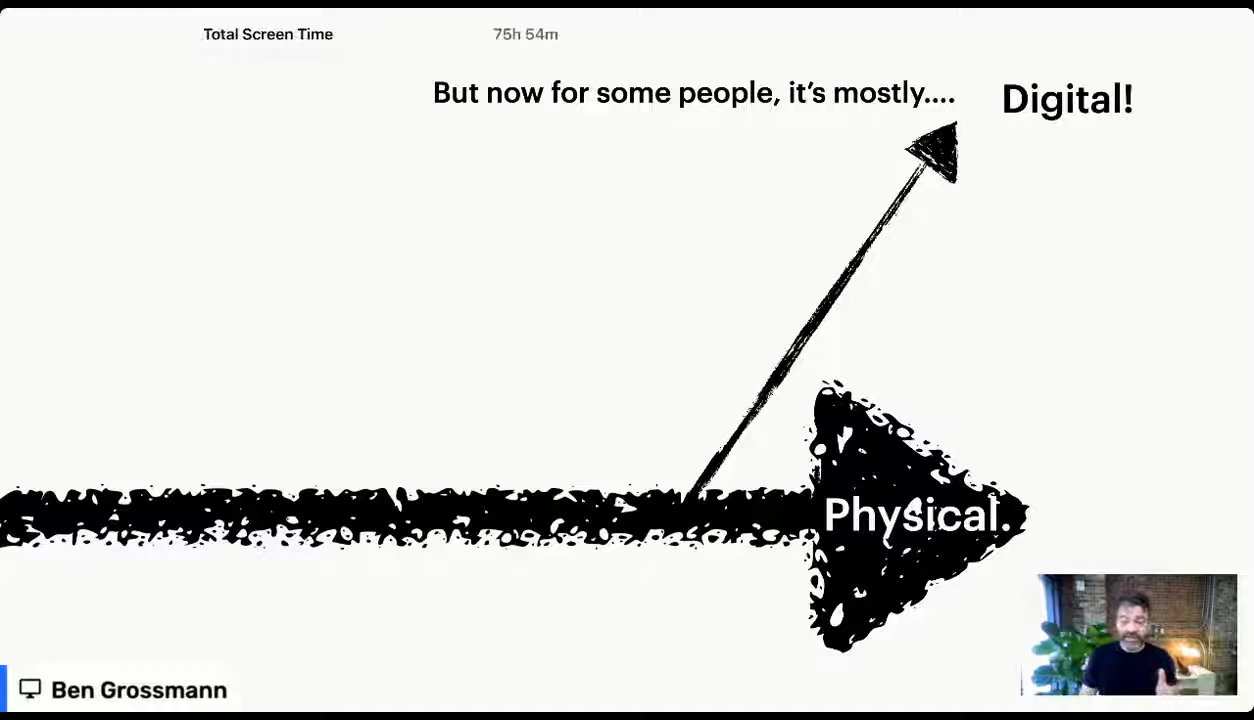 Total Screen Time 75h 54m
But now for some people, it's mostly.... Digital!
Physical.
Ben Grossmann